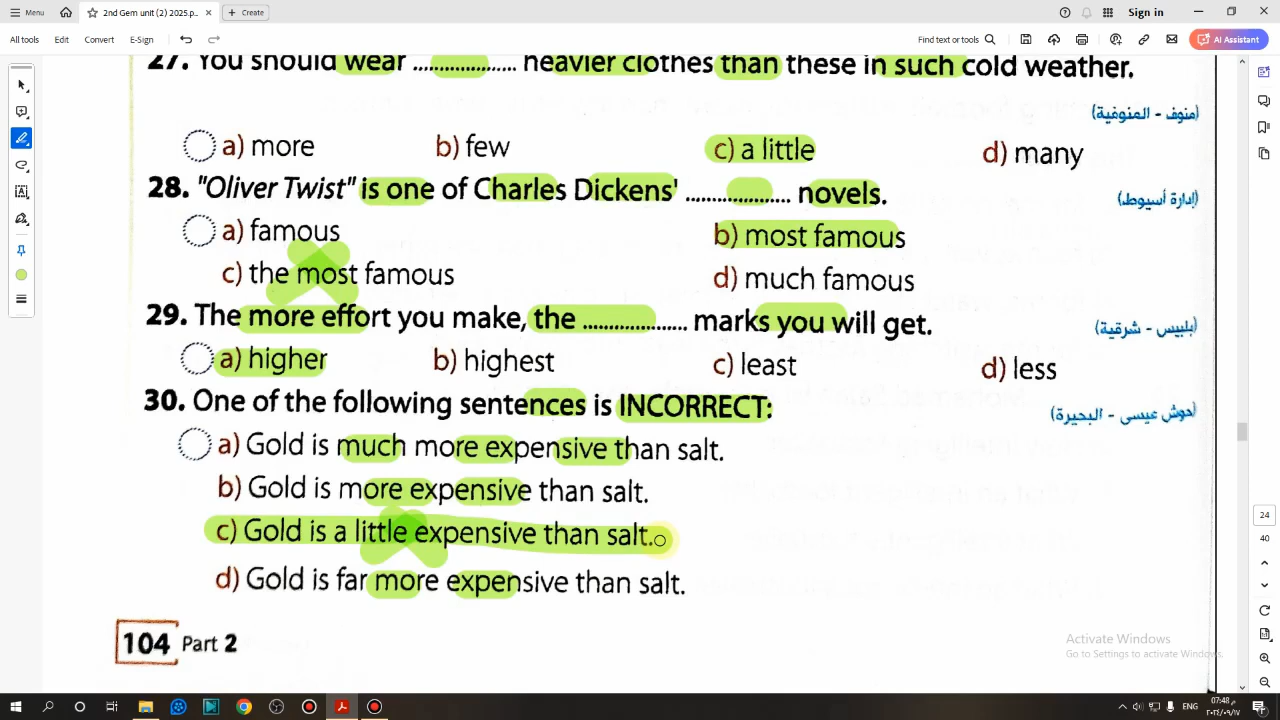 Menu
2nd Gem unit (2) 2025.p...
+ Create
Sign in
All tools
Edit
Convert
E-Sign
Find text or tools
AI Assistant
27. You should wear .................... heavier clothes than these in such cold weather.
(منوف - المنوفية)
a) more
b) few
c) a little
d) many
28. "Oliver Twist" is one of Charles Dickens' .................... novels.
(إدارة أسيوط)
a) famous
b) most famous
c) the most famous
d) much famous
29. The more effort you make, the .................... marks you will get.
(بلبيس - شرقية)
a) higher
b) highest
c) least
d) less
30. One of the following sentences is INCORRECT:
(حوش عيسى - البحيرة)
a) Gold is much more expensive than salt.
b) Gold is more expensive than salt.
c) Gold is a little expensive than salt.
d) Gold is far more expensive than salt.
24
40
104 Part 2
Activate Windows
Go to Settings to activate Windows.
ENG
07:48 م